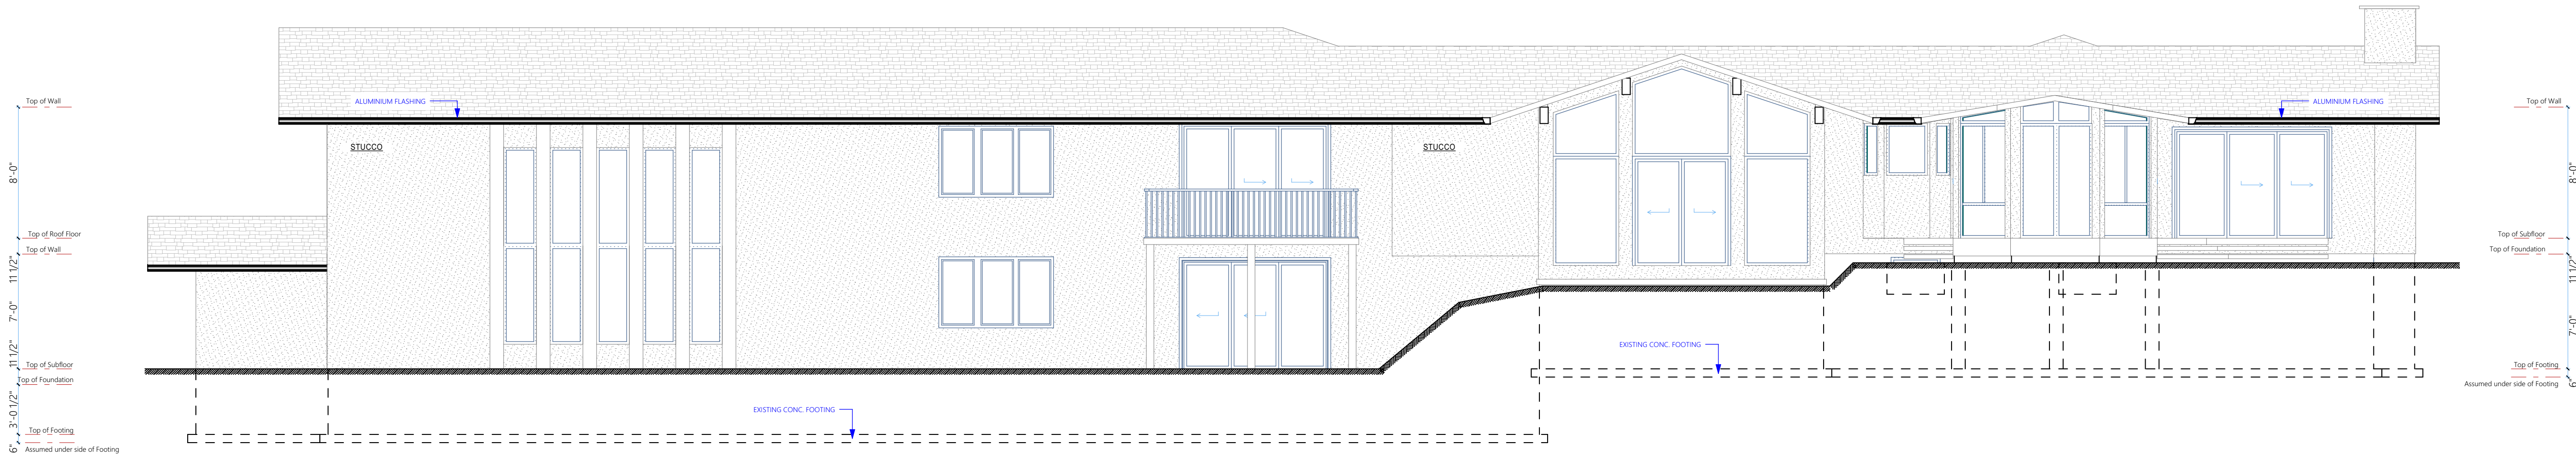 Top of Wall
8'-0"
Top of Roof Floor
Top of Wall
11 1/2"
7'-0"
11 1/2"
Top of Subfloor
Top of Foundation
3'-0 1/2"
Top of Footing
6"
Assumed under side of Footing
ALUMINIUM FLASHING
STUCCO
EXISTING CONC. FOOTING
STUCCO
EXISTING CONC. FOOTING
ALUMINIUM FLASHING
Top of Wall
8'-0"
Top of Subfloor
Top of Foundation
11 1/2"
7'-0"
Top of Footing
Assumed under side of Footing
6"